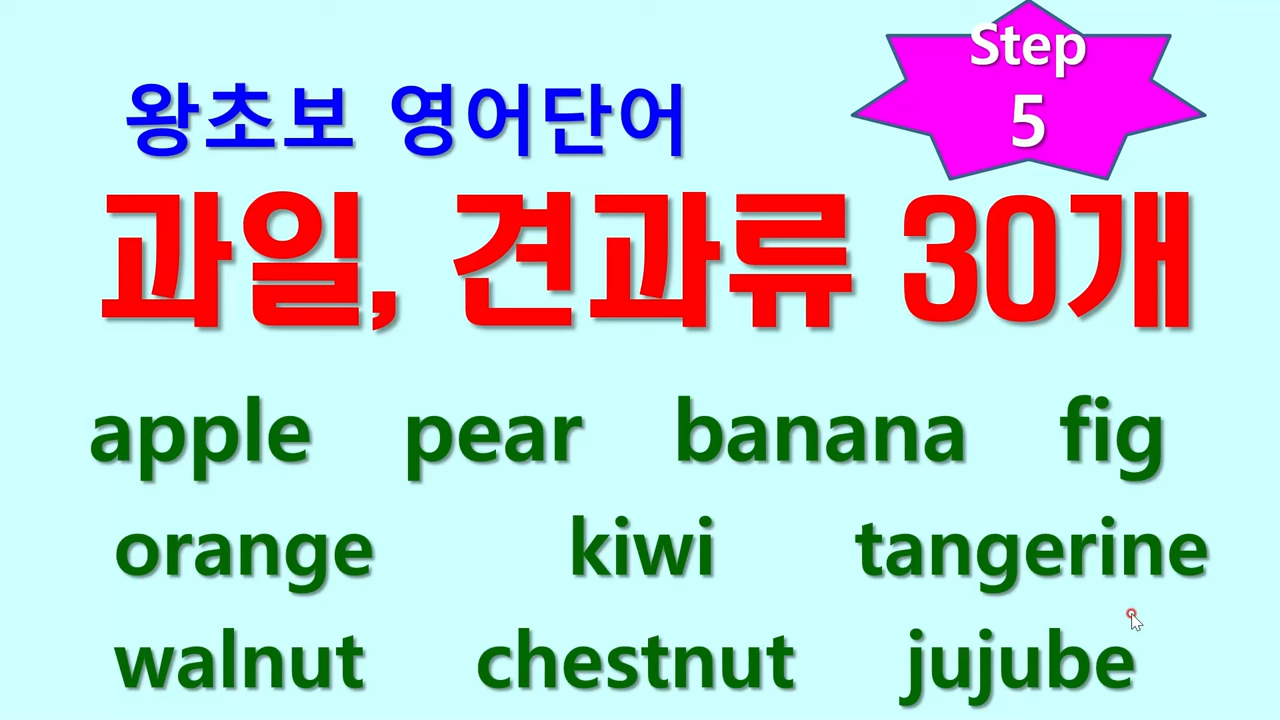 Step
5
왕초보 영어단어
과일, 견과류 30개
apple pear banana fig
orange kiwi tangerine
walnut chestnut jujube